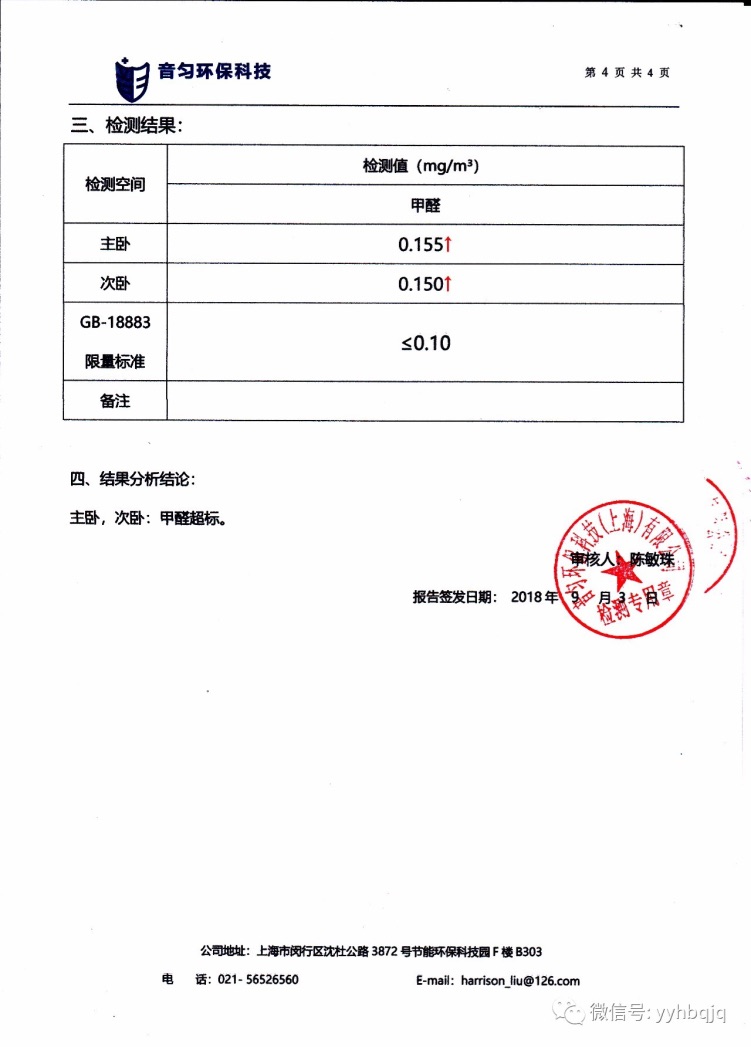 音匀环保科技
第 4 页 共 4 页
三、检测结果：
检测空间
检测值（mg/m³）
甲醛
主卧
0.155↑
次卧
0.150↑
GB-18883
限量标准
≤0.10
备注
四、结果分析结论：
主卧，次卧：甲醛超标。
审核人：陈敏珠
报告签发日期： 2018 年 9 月 3 日
音匀环保科技(上海)有限公司
检测专用章
公司地址：上海市闵行区沈杜公路 3872 号节能环保科技园 F 楼 B303
电 话：021- 56526560 E-mail：harrison_liu@126.com
微信号: yyhbqjq